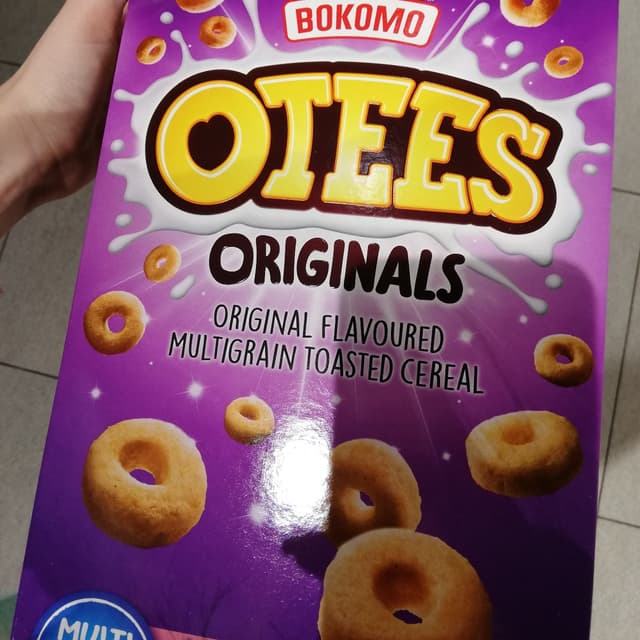 BOKOMO
OTEES
ORIGINALS
ORIGINAL FLAVOURED
MULTIGRAIN TOASTED CEREAL
MULTI